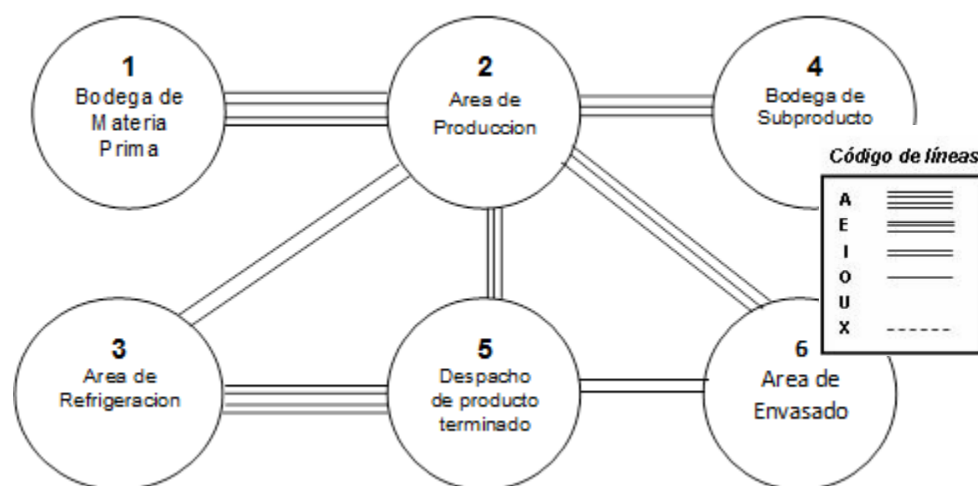 1
Bodega de
Materia
Prima
2
Area de
Produccion
4
Bodega de
Subproducto
Código de líneas
A
E
I
O
U
X
3
Area de
Refrigeracion
5
Despacho
de producto
terminado
6
Area de
Envasado